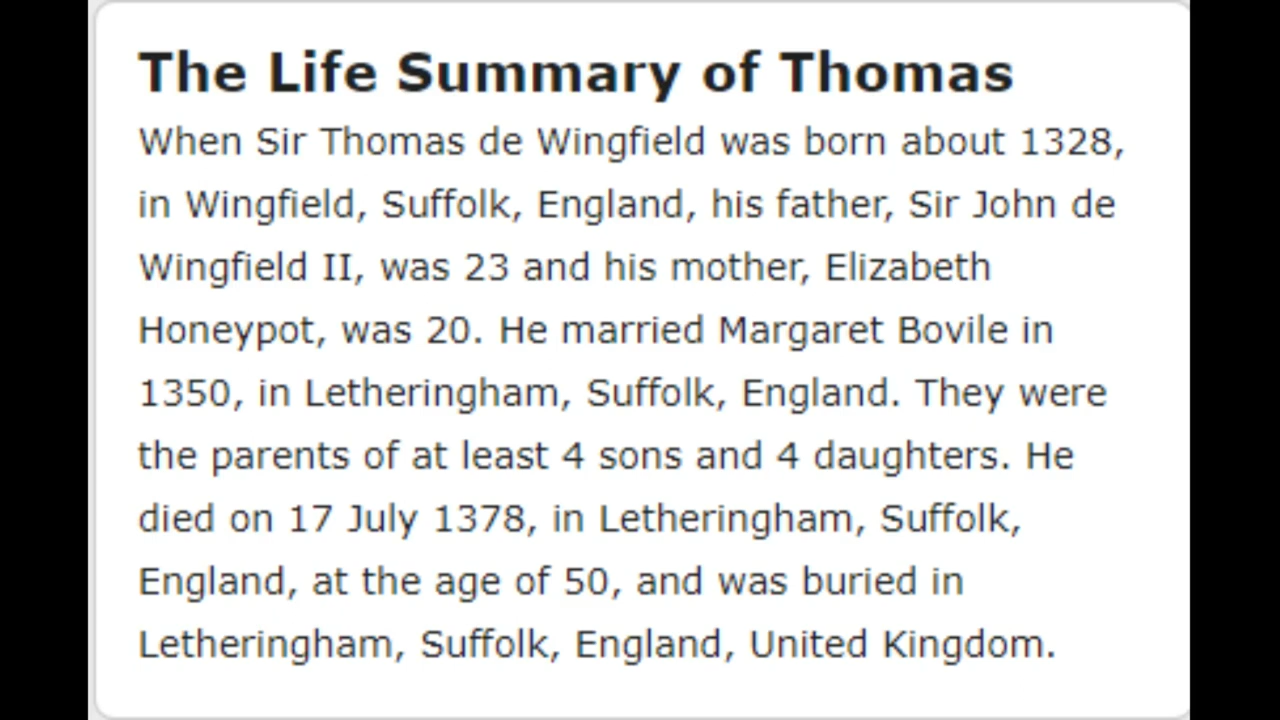 The Life Summary of Thomas
When Sir Thomas de Wingfield was born about 1328,
in Wingfield, Suffolk, England, his father, Sir John de
Wingfield II, was 23 and his mother, Elizabeth
Honeypot, was 20. He married Margaret Bovile in
1350, in Letheringham, Suffolk, England. They were
the parents of at least 4 sons and 4 daughters. He
died on 17 July 1378, in Letheringham, Suffolk,
England, at the age of 50, and was buried in
Letheringham, Suffolk, England, United Kingdom.